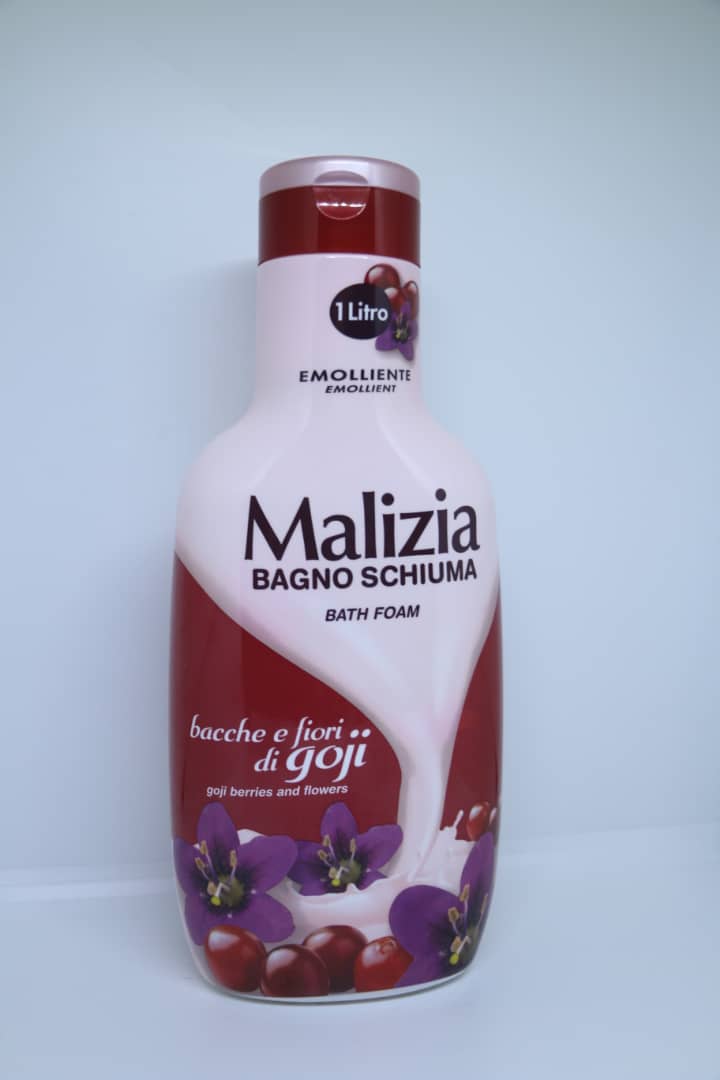 1 Litro
EMOLLIENTE
EMOLLIENT
Malizia
BAGNO SCHIUMA
BATH FOAM
bacche e fiori
di goji
goji berries and flowers